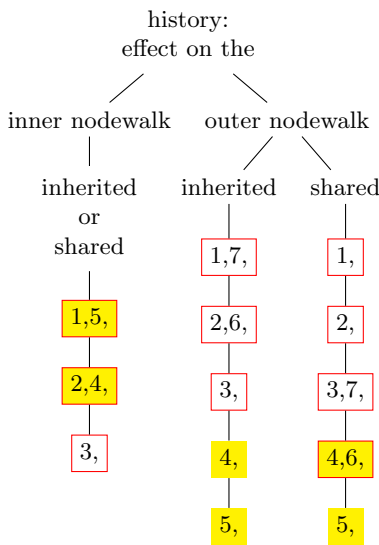 history:
effect on the
inner nodewalk
outer nodewalk
inherited
or
shared
inherited
shared
1,5,
2,4,
3,
1,7,
2,6,
3,
4,
5,
1,
2,
3,7,
4,6,
5,